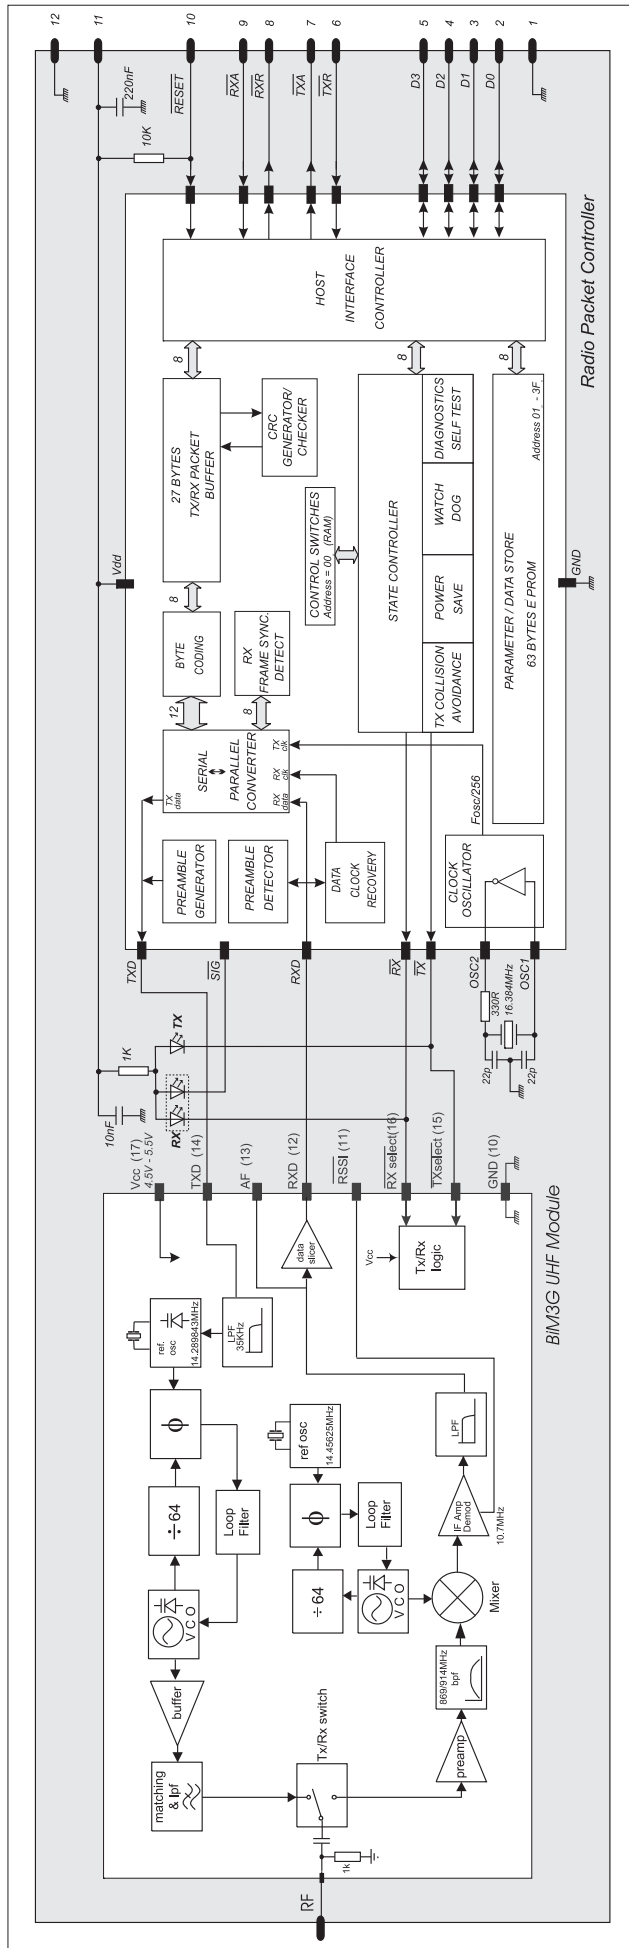 12
11
10
9
8
7
6
5
4
3
2
1
220nF
10K
RESET
RXA
RXR
TXA
TXR
D3
D2
D1
D0
HOST
INTERFACE
CONTROLLER
Radio Packet Controller
8
8
8
27 BYTES
TX/RX PACKET
BUFFER
CRC
GENERATOR/
CHECKER
CONTROL SWITCHES
Address = 00 (RAM)
STATE CONTROLLER
DIAGNOSTICS
SELF TEST
WATCH
DOG
POWER
SAVE
TX COLLISION
AVOIDANCE
PARAMETER / DATA STORE
63 BYTES E PROM
Address 01 - 3F
Vdd
GND
8
BYTE
CODING
RX
FRAME SYNC.
DETECT
12
8
SERIAL
PARALLEL
CONVERTER
TX
data
RX
data
RX
clk
TX
clk
Fosc/256
PREAMBLE
GENERATOR
PREAMBLE
DETECTOR
DATA
CLOCK
RECOVERY
CLOCK
OSCILLATOR
TXD
SIG
RXD
RX
TX
OSC2
OSC1
330R
16.384MHz
22p
22p
1K
TX
RX
10nF
Vcc (17)
4.5V - 5.5V
TXD (14)
AF (13)
RXD (12)
RSSI (11)
RX select(16)
TXselect (15)
GND (10)
BiM3G UHF Module
data
slicer
Vcc
Tx/Rx
logic
ref.
osc
14.289843MHz
LPF
35KHz
ϕ
Loop
Filter
÷64
V C O
buffer
matching
& lpf
ref osc
14.45625MHz
ϕ
Loop
Filter
÷64
V C O
LPF
IF Amp
Demod
10.7MHz
Mixer
869/914MHz
bpf
preamp
Tx/Rx switch
1k
RF